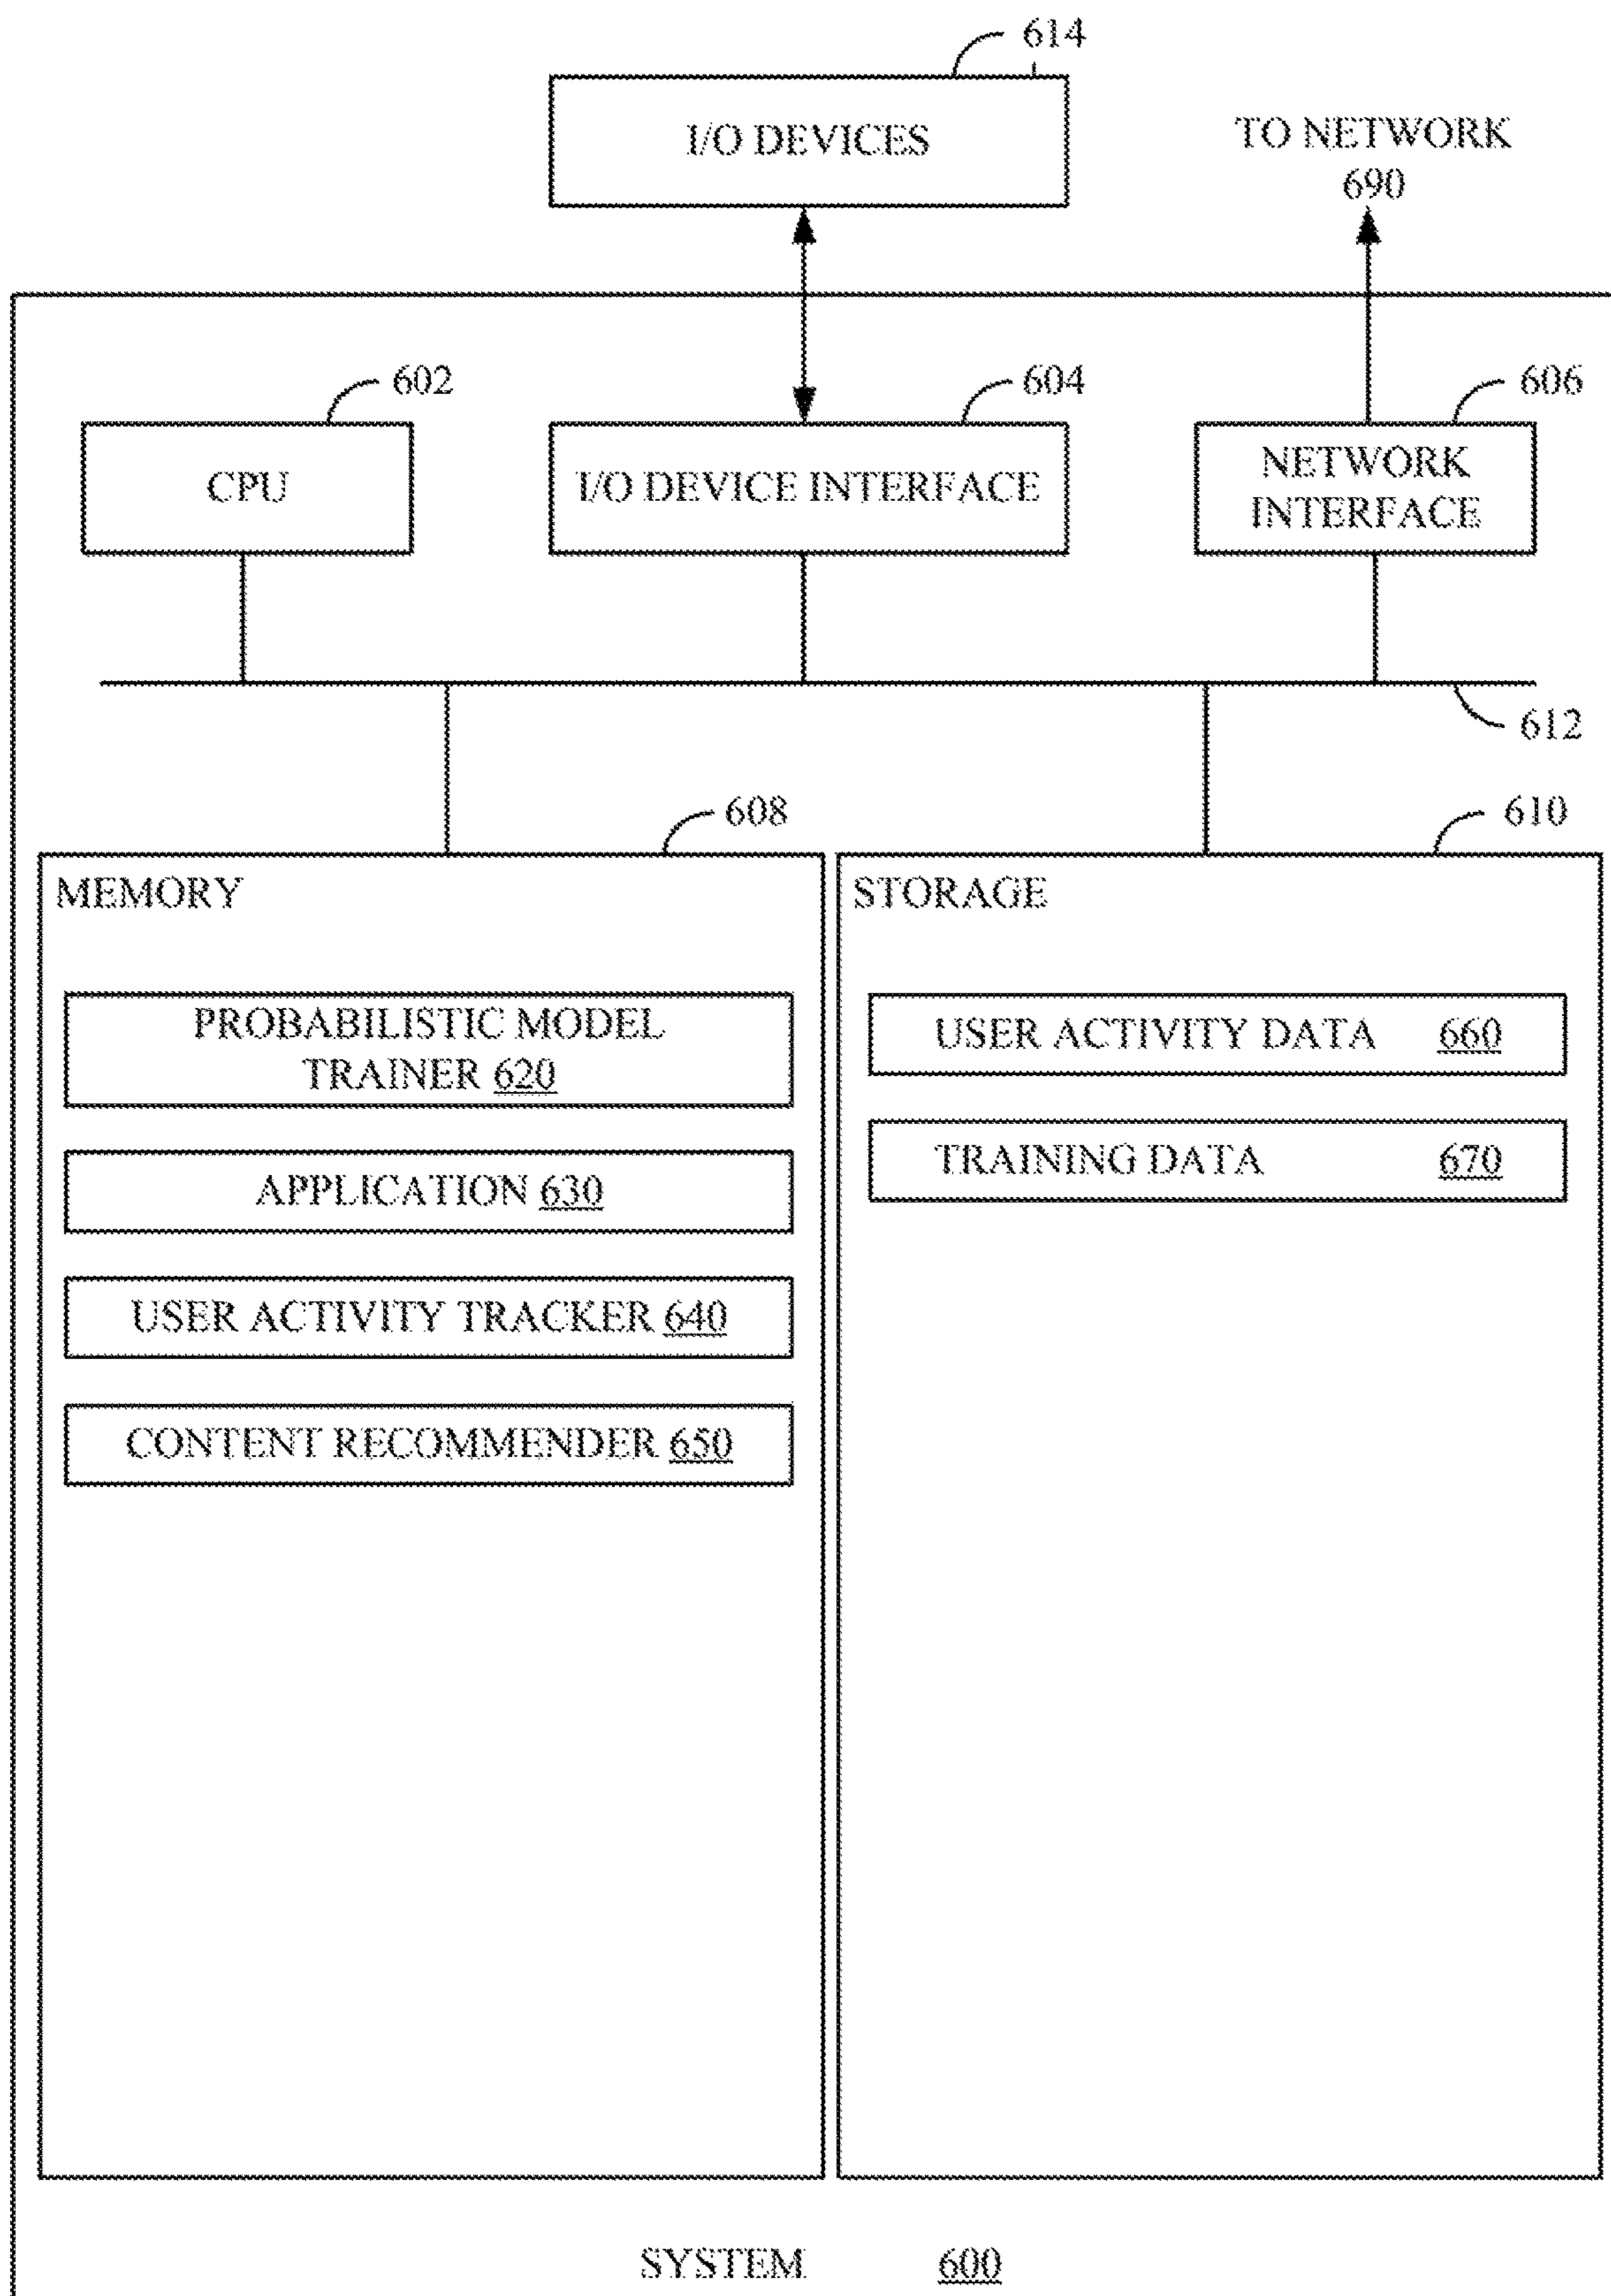 614
I/O DEVICES
TO NETWORK
690
602
604
606
CPU
I/O DEVICE INTERFACE
NETWORK
INTERFACE
612
608
610
MEMORY
STORAGE
PROBABILISTIC MODEL
TRAINER 620
APPLICATION 630
USER ACTIVITY TRACKER 640
CONTENT RECOMMENDER 650
USER ACTIVITY DATA 660
TRAINING DATA 670
SYSTEM 600